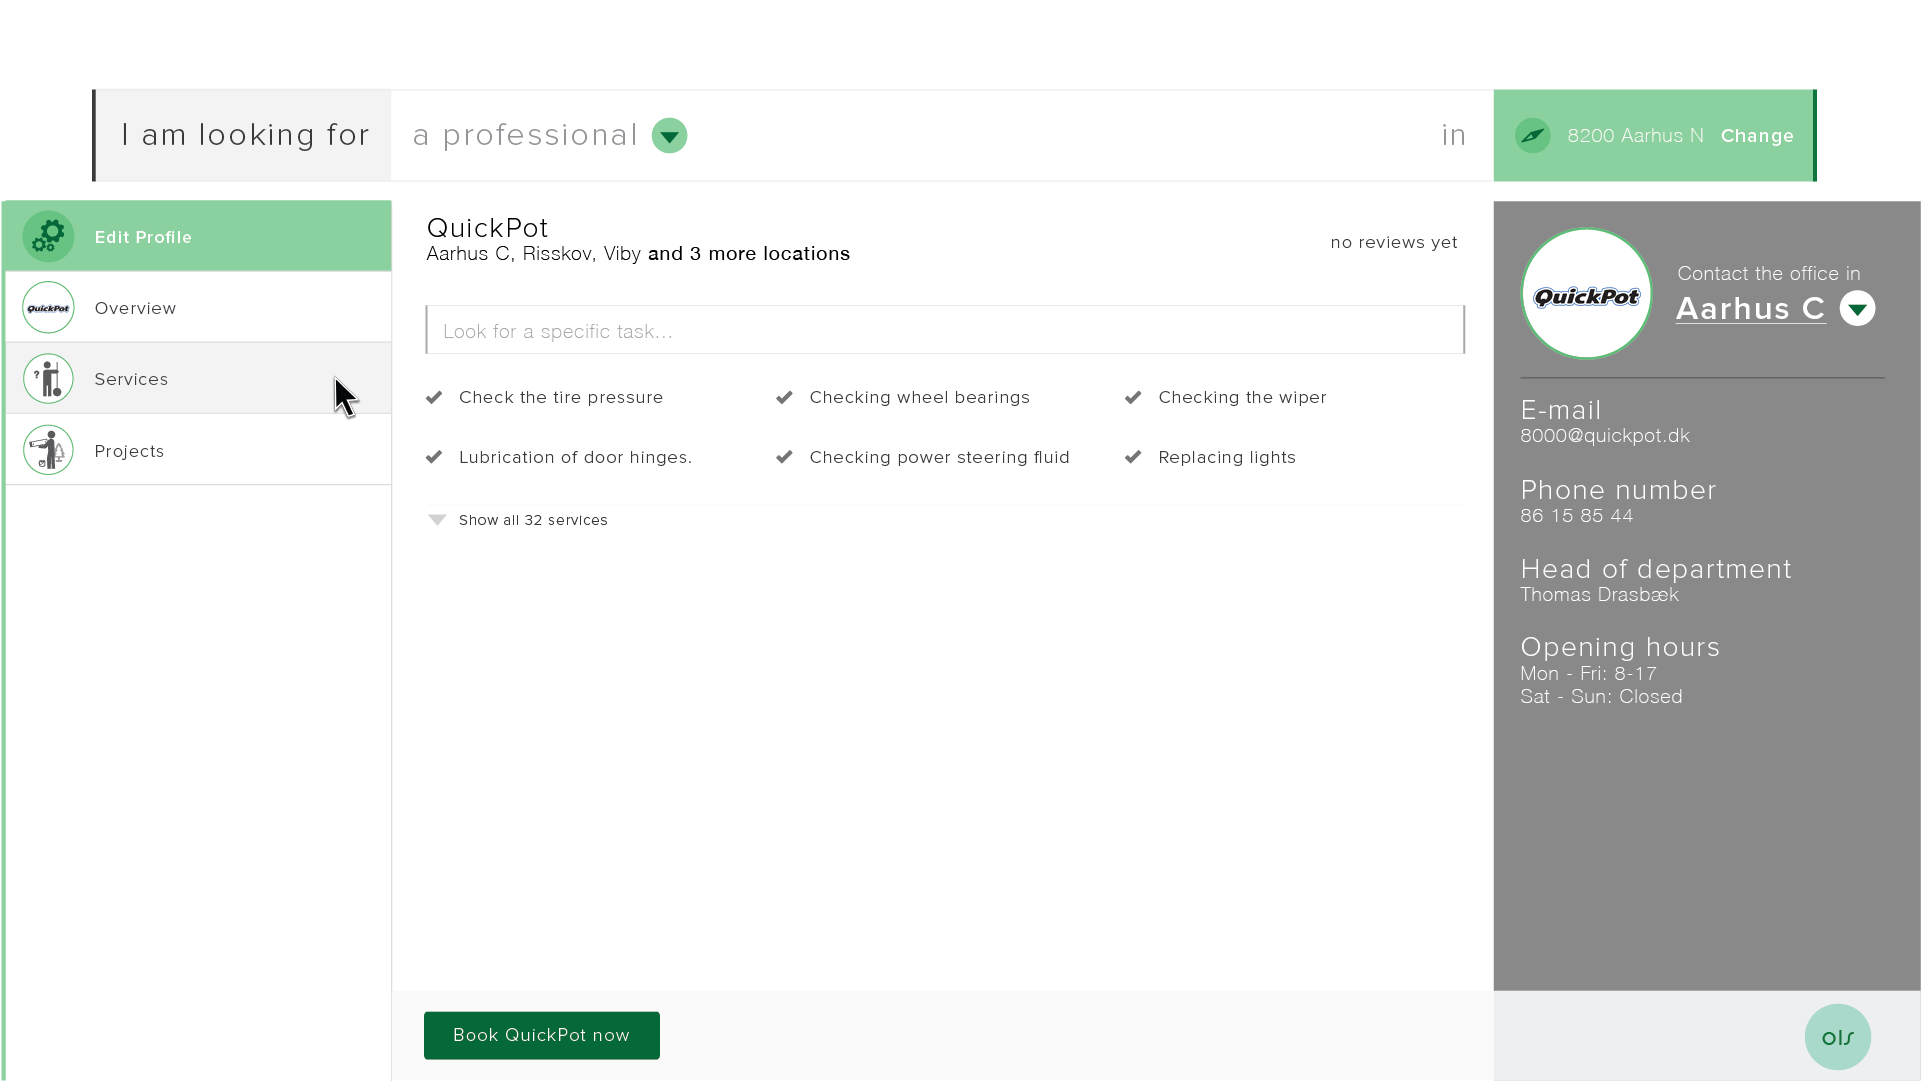 I am looking for a professional in 8200 Aarhus N Change
Edit Profile
QuickPot
Overview
?
Services
Projects
QuickPot
Aarhus C, Risskov, Viby and 3 more locations
no reviews yet
Look for a specific task...
Check the tire pressure
Checking wheel bearings
Checking the wiper
Lubrication of door hinges.
Checking power steering fluid
Replacing lights
Show all 32 services
Book QuickPot now
QuickPot
Contact the office in
Aarhus C
E-mail
8000@quickpot.dk
Phone number
86 15 85 44
Head of department
Thomas Drasbæk
Opening hours
Mon - Fri: 8-17
Sat - Sun: Closed
ols